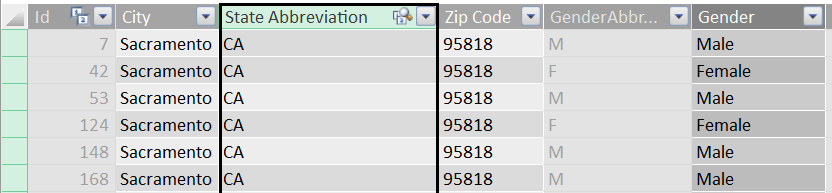 Id City State Abbreviation Zip Code GenderAbbr... Gender
7 Sacramento CA 95818 M Male
42 Sacramento CA 95818 F Female
53 Sacramento CA 95818 M Male
124 Sacramento CA 95818 F Female
148 Sacramento CA 95818 M Male
168 Sacramento CA 95818 M Male